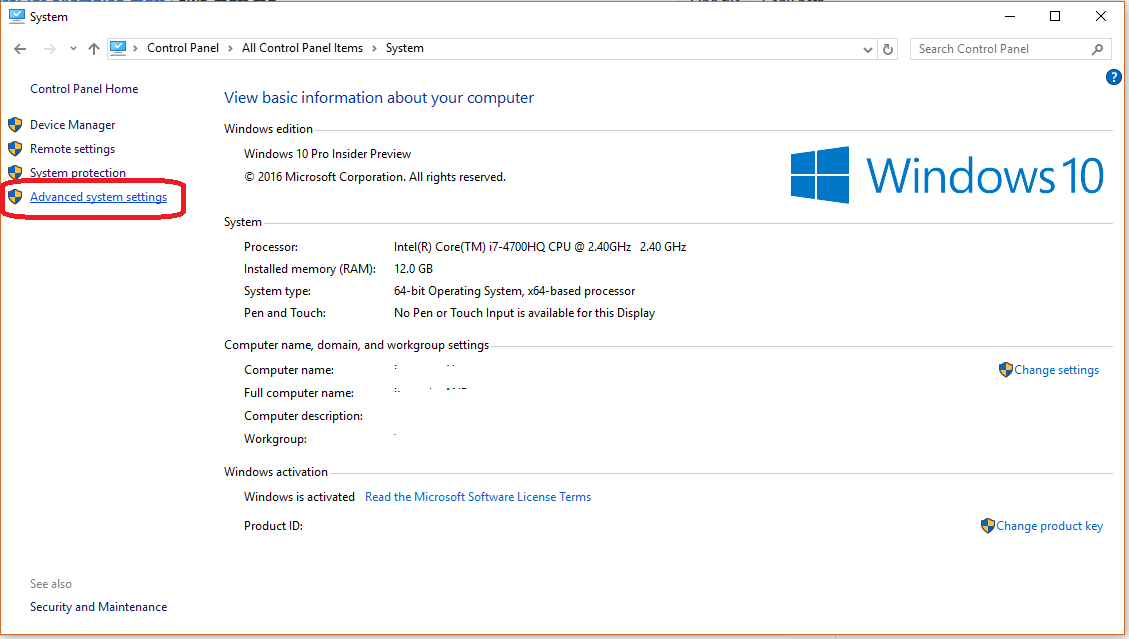 System
Control Panel > All Control Panel Items > System
Search Control Panel
Control Panel Home
Device Manager
Remote settings
System protection
Advanced system settings
View basic information about your computer
Windows edition
Windows 10 Pro Insider Preview
© 2016 Microsoft Corporation. All rights reserved.
Windows 10
System
Processor: Intel(R) Core(TM) i7-4700HQ CPU @ 2.40GHz 2.40 GHz
Installed memory (RAM): 12.0 GB
System type: 64-bit Operating System, x64-based processor
Pen and Touch: No Pen or Touch Input is available for this Display
Computer name, domain, and workgroup settings
Computer name:
Change settings
Full computer name:
Computer description:
Workgroup:
Windows activation
Windows is activated Read the Microsoft Software License Terms
Product ID:
Change product key
See also
Security and Maintenance